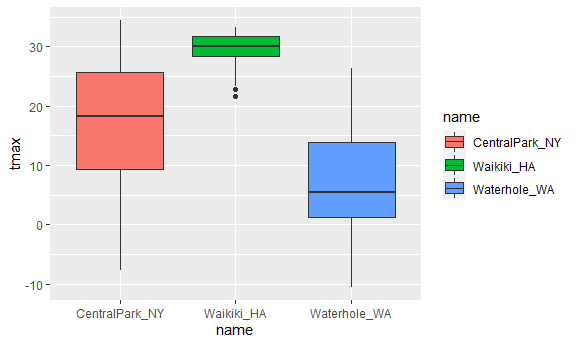 30
20
10
0
-10
tmax
CentralPark_NY
Waikiki_HA
Waterhole_WA
name
name
CentralPark_NY
Waikiki_HA
Waterhole_WA